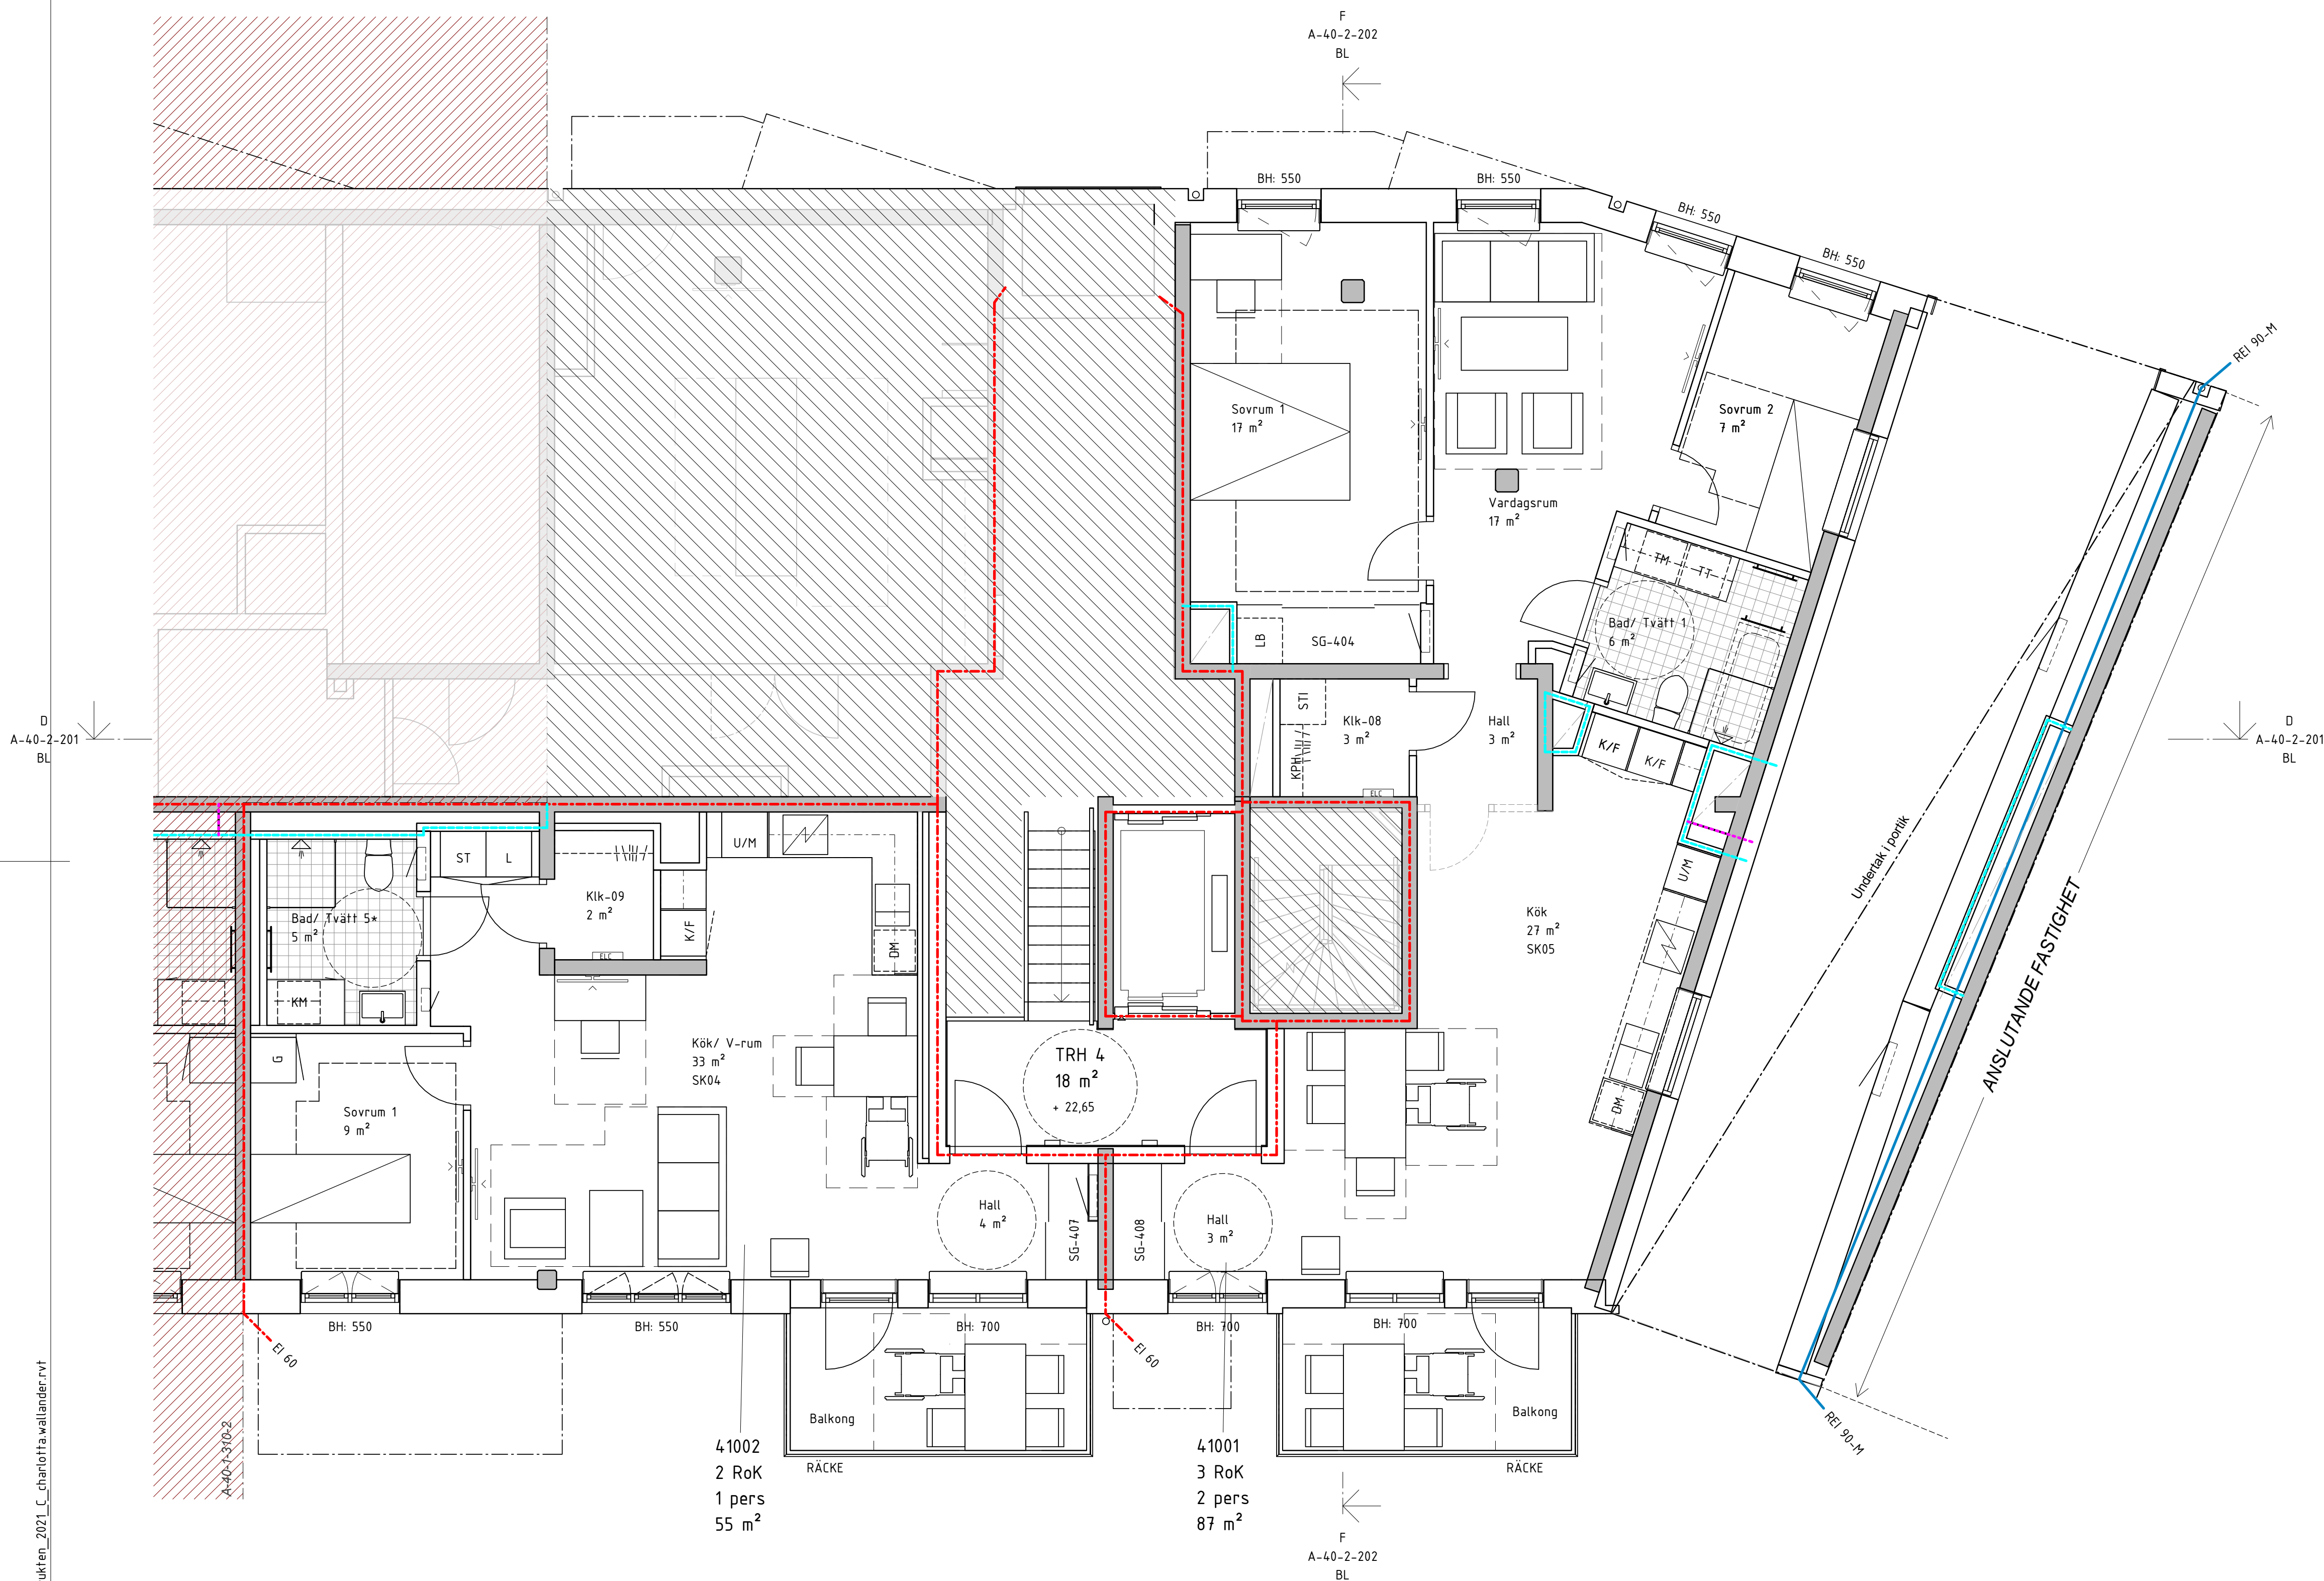 F
A-40-2-202
BL
BH: 550
BH: 550
BH: 550
BH: 550
REI 90-M
Sovrum 1
17 m²
Sovrum 2
7 m²
Vardagsrum
17 m²
TM
TT
Bad/ Tvätt 1
6 m²
LB
SG-404
D
A-40-2-201
BL
STI
KPH
Klk-08
3 m²
ELC
Hall
3 m²
K/F
K/F
D
A-40-2-201
BL
Undertak i portik
ANSLUTANDE FASTIGHET
ST
L
U/M
U/M
Klk-09
2 m²
Bad/ Tvätt 5*
5 m²
K/F
ELC
DM
KM
Kök
27 m²
SK05
Kök/ V-rum
33 m²
SK04
G
TRH 4
18 m²
+ 22,65
DM
Sovrum 1
9 m²
Hall
4 m²
SG-407
SG-408
Hall
3 m²
BH: 550
BH: 550
BH: 700
BH: 700
BH: 700
EI 60
EI 60
Balkong
Balkong
RÄCKE
RÄCKE
REI 90-M
A-40-1-310-2
41002
2 RoK
1 pers
55 m²
41001
3 RoK
2 pers
87 m²
F
A-40-2-202
BL
ukten_2021_C_charlotta.wallander.rvt